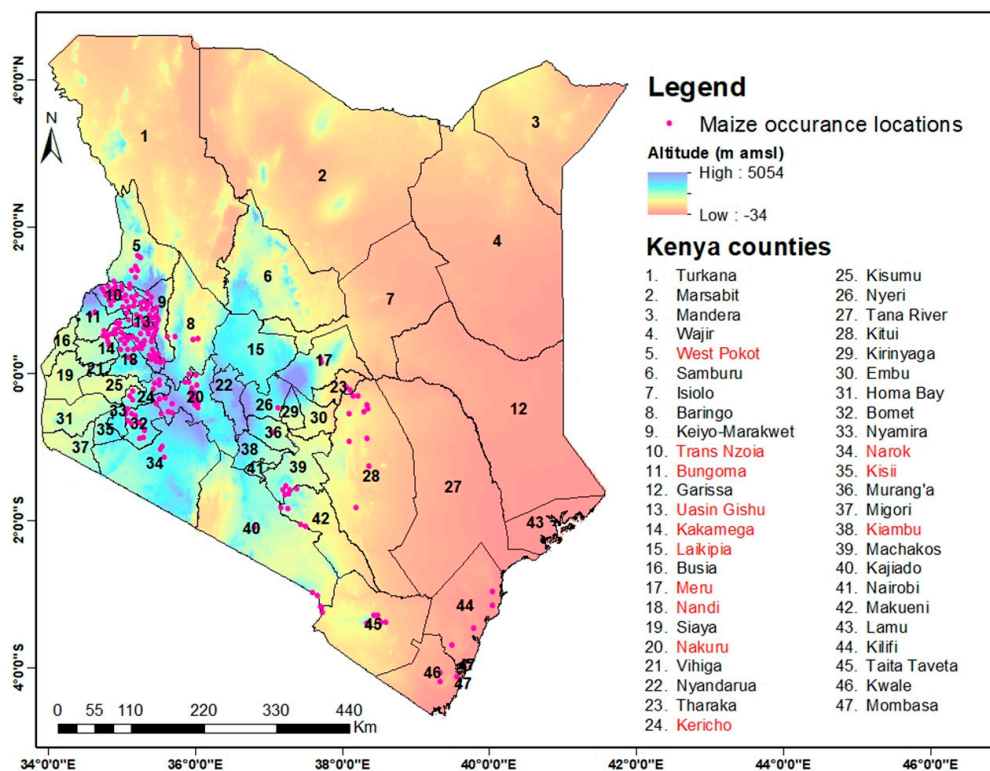 Legend
Maize occurance locations
Altitude (m amsl)
High : 5054
Low : -34
Kenya counties
1. Turkana
2. Marsabit
3. Mandera
4. Wajir
5. West Pokot
6. Samburu
7. Isiolo
8. Baringo
9. Keiyo-Marakwet
10. Trans Nzoia
11. Bungoma
12. Garissa
13. Uasin Gishu
14. Kakamega
15. Laikipia
16. Busia
17. Meru
18. Nandi
19. Siaya
20. Nakuru
21. Vihiga
22. Nyandarua
23. Tharaka
24. Kericho
25. Kisumu
26. Nyeri
27. Tana River
28. Kitui
29. Kirinyaga
30. Embu
31. Homa Bay
32. Bomet
33. Nyamira
34. Narok
35. Kisii
36. Murang'a
37. Migori
38. Kiambu
39. Machakos
40. Kajiado
41. Nairobi
42. Makueni
43. Lamu
44. Kilifi
45. Taita Taveta
46. Kwale
47. Mombasa
N
4°0'0"N
2°0'0"N
0°0'0"
2°0'0"S
4°0'0"S
1
2
3
4
5
6
7
8
9
10
11
13
14
15
16
17
18
19
21
12
20
22
23
24
25
26
27
28
29
30
31
32
33
34
35
36
37
38
39
40
41
42
43
44
45
46
47
47
0 55 110 220 330 440
Km
34°0'0"E 36°0'0"E 38°0'0"E 40°0'0"E 42°0'0"E 44°0'0"E 46°0'0"E